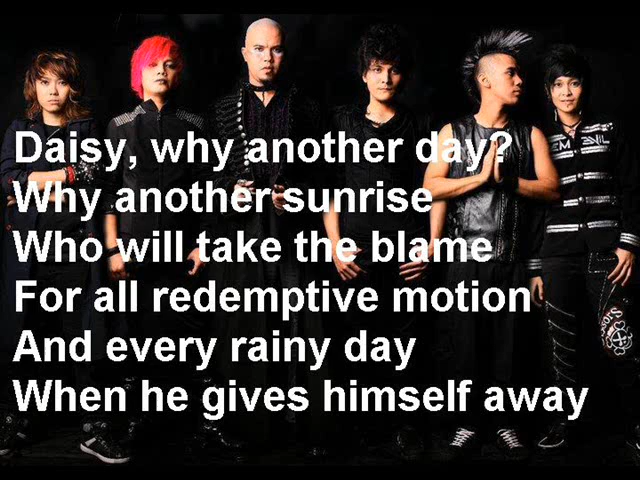 Daisy, why another day?
Why another sunrise
Who will take the blame
For all redemptive motion
And every rainy day
When he gives himself away